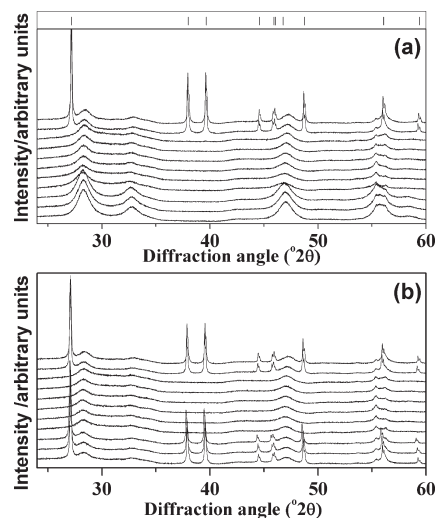 (a)
Intensity/arbitrary units
30 40 50 60
Diffraction angle (°2θ)
(b)
Intensity /arbitrary units
30 40 50 60
Diffraction angle (°2θ)